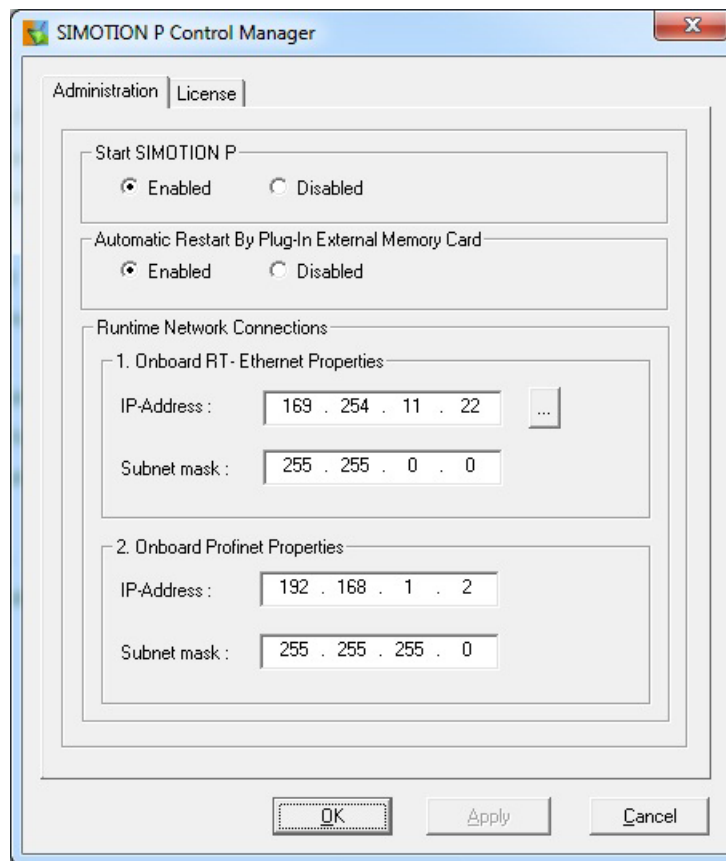 SIMOTION P Control Manager
Administration License
Start SIMOTION P
Enabled Disabled
Automatic Restart By Plug-In External Memory Card
Enabled Disabled
Runtime Network Connections
1. Onboard RT- Ethernet Properties
IP-Address : 169 . 254 . 11 . 22 ...
Subnet mask : 255 . 255 . 0 . 0
2. Onboard Profinet Properties
IP-Address : 192 . 168 . 1 . 2
Subnet mask : 255 . 255 . 255 . 0
OK Apply Cancel